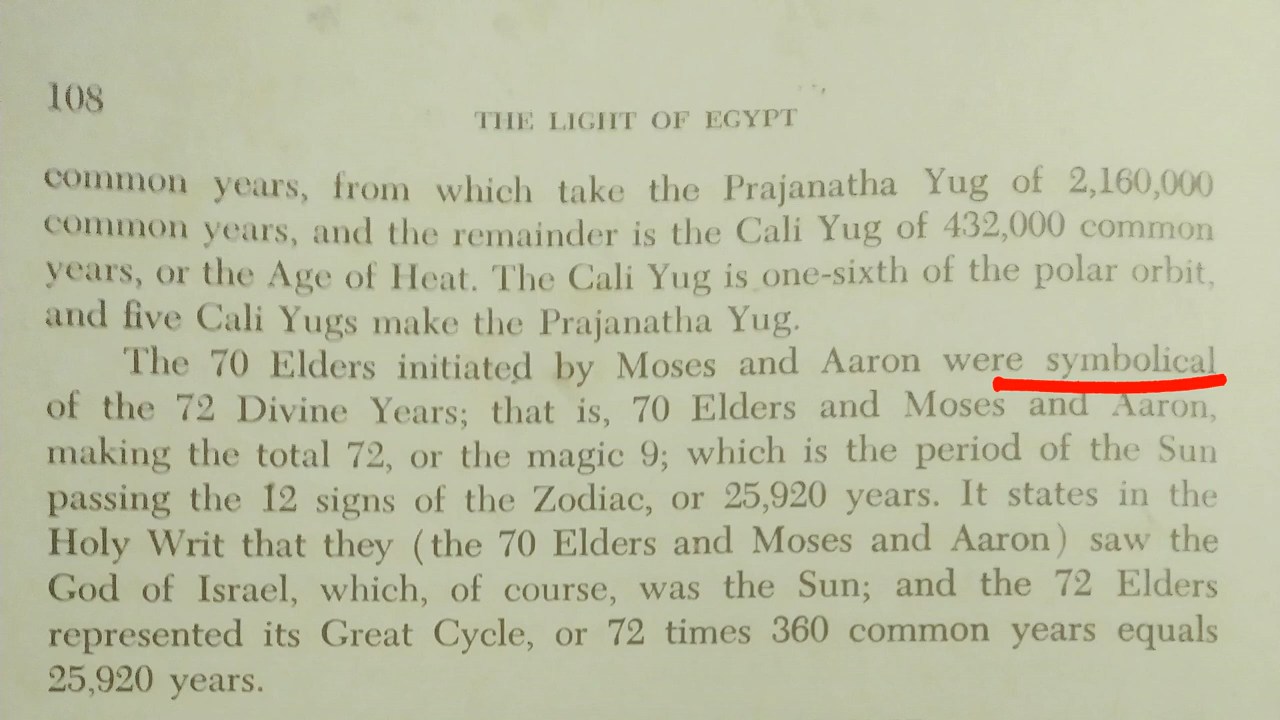 108
THE LIGHT OF EGYPT
common years, from which take the Prajanatha Yug of 2,160,000
common years, and the remainder is the Cali Yug of 432,000 common
years, or the Age of Heat. The Cali Yug is one-sixth of the polar orbit,
and five Cali Yugs make the Prajanatha Yug.
The 70 Elders initiated by Moses and Aaron were symbolical
of the 72 Divine Years; that is, 70 Elders and Moses and Aaron,
making the total 72, or the magic 9; which is the period of the Sun
passing the 12 signs of the Zodiac, or 25,920 years. It states in the
Holy Writ that they (the 70 Elders and Moses and Aaron) saw the
God of Israel, which, of course, was the Sun; and the 72 Elders
represented its Great Cycle, or 72 times 360 common years equals
25,920 years.